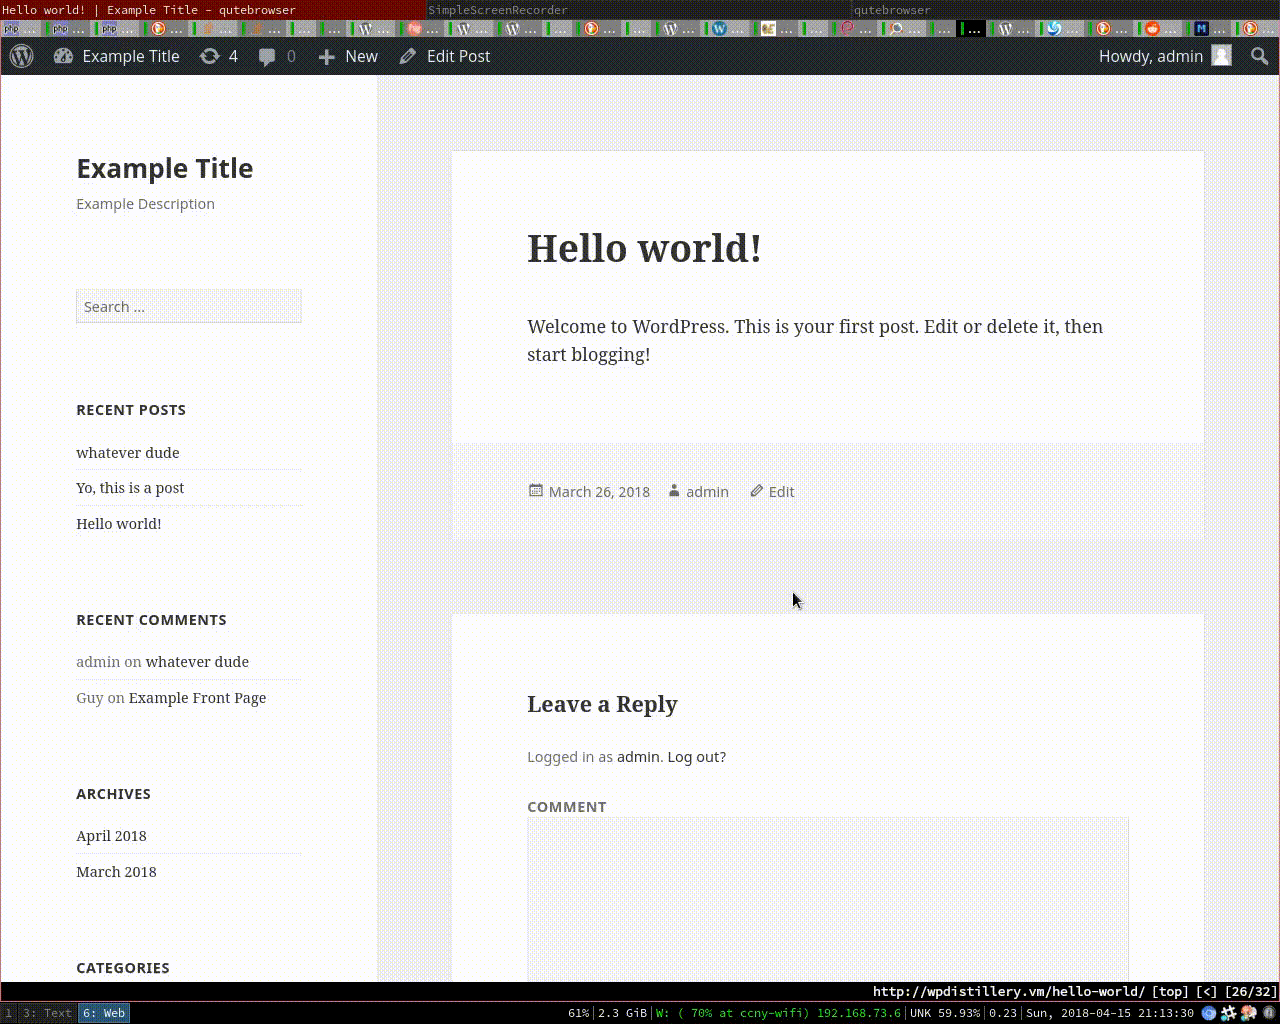 Hello world! | Example Title - qutebrowser SimpleScreenRecorder qutebrowser
Example Title 4 0 New Edit Post Howdy, admin
Example Title
Example Description
Search ...
RECENT POSTS
whatever dude
Yo, this is a post
Hello world!
RECENT COMMENTS
admin on whatever dude
Guy on Example Front Page
ARCHIVES
April 2018
March 2018
CATEGORIES
Hello world!
Welcome to WordPress. This is your first post. Edit or delete it, then
start blogging!
March 26, 2018 admin Edit
Leave a Reply
Logged in as admin. Log out?
COMMENT
http://wpdistillery.vm/hello-world/ [top] [<] [26/32]
1 3: Text 6: Web 61% 2.3 GiB W: ( 70% at ccny-wifi) 192.168.73.6 UNK 59.93% 0.23 Sun, 2018-04-15 21:13:30